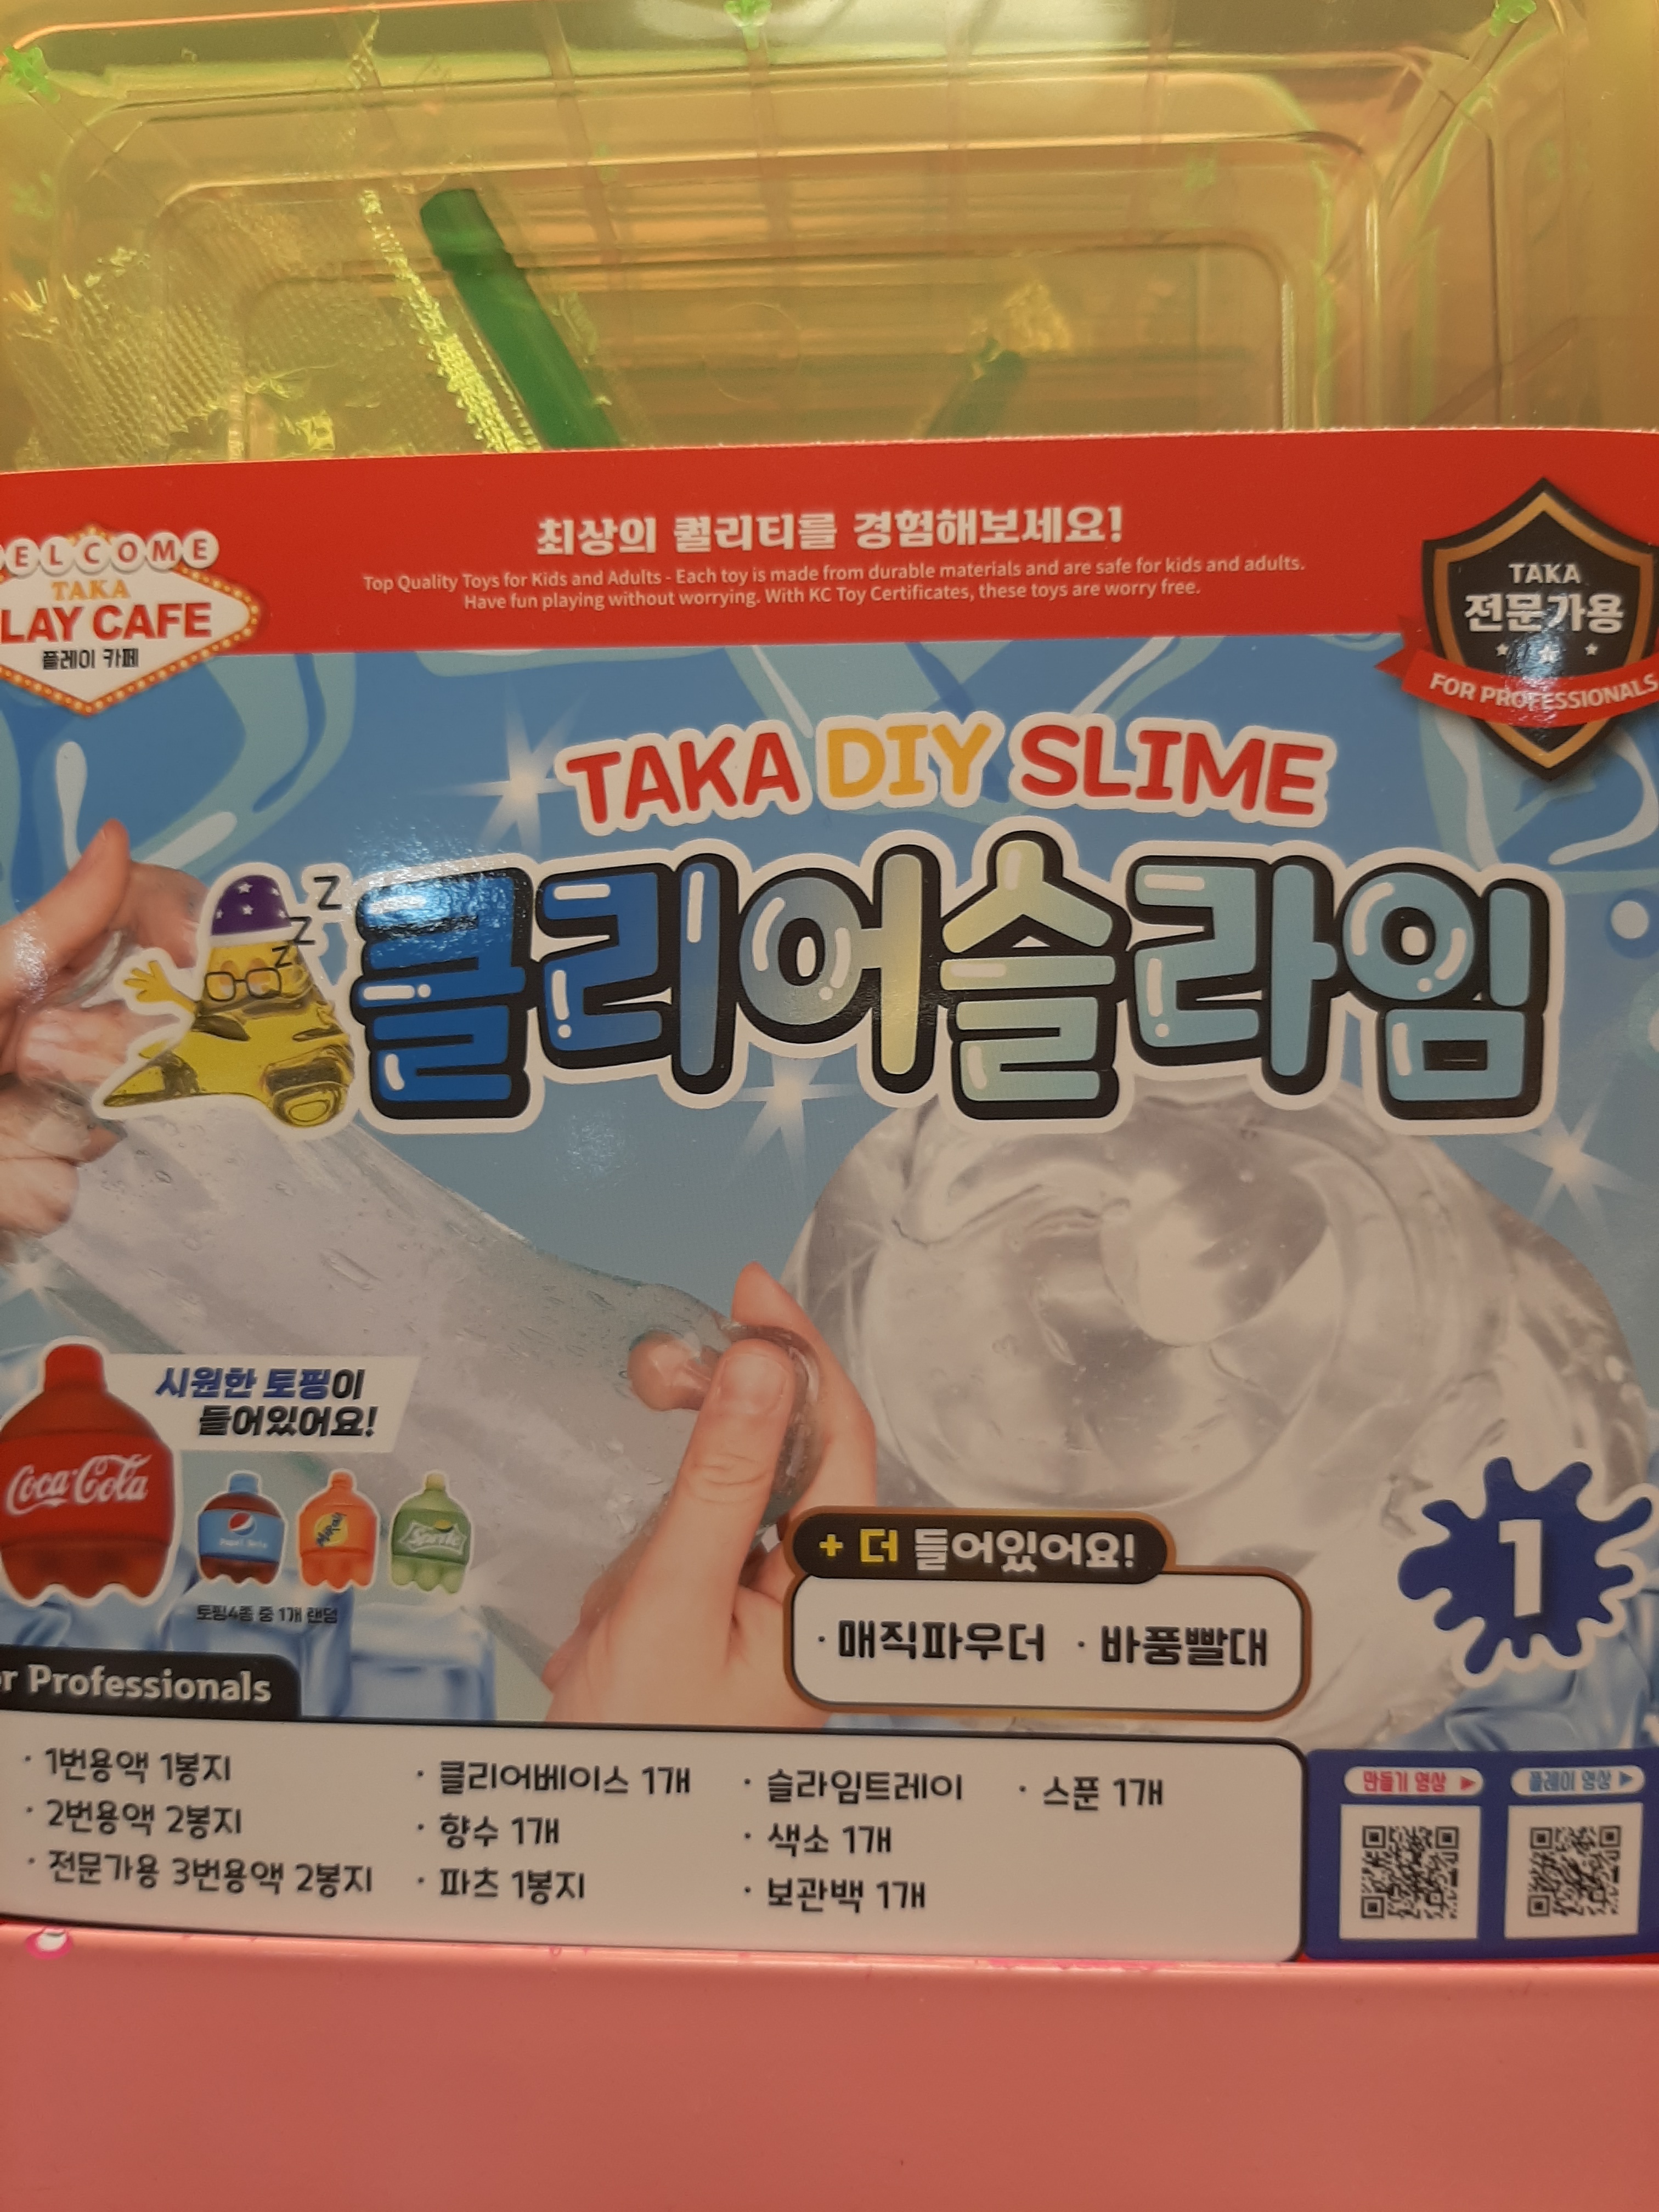 최상의 퀄리티를 경험해보세요!
Top Quality Toys for Kids and Adults - Each toy is made from durable materials and are safe for kids and adults.
Have fun playing without worrying. With KC Toy Certificates, these toys are worry free.
ELCOME
TAKA
LAY CAFE
플레이 카페
TAKA
전문가용
FOR PROFESSIONALS
TAKA DIY SLIME
Z
Z
Z
클리어슬라임
시원한 토핑이
들어있어요!
Coca-Cola
Sprite
토핑4종 중 1개 랜덤
+ 더 들어있어요!
· 매직파우더 · 바풍빨대
1
or Professionals
· 1번용액 1봉지
· 2번용액 2봉지
· 전문가용 3번용액 2봉지
· 클리어베이스 1개
· 향수 1개
· 파츠 1봉지
· 슬라임트레이
· 색소 1개
· 보관백 1개
· 스푼 1개
만들기 영상
플레이 영상